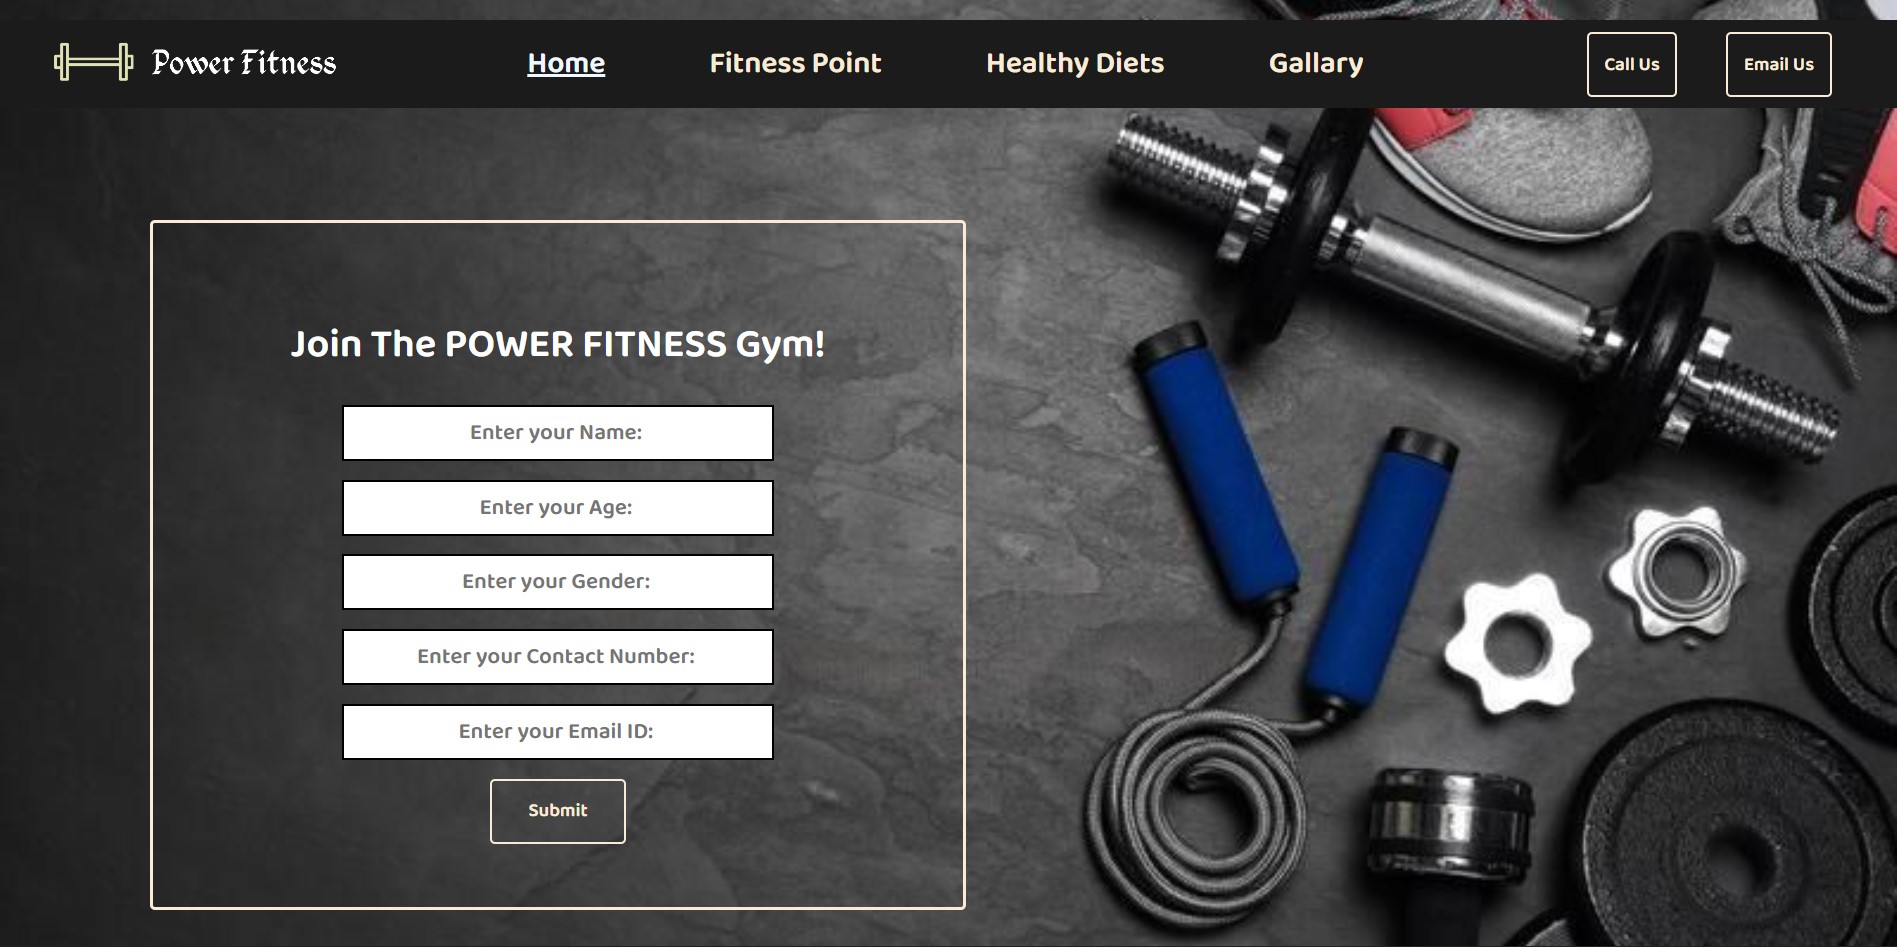 Power Fitness
Home
Fitness Point
Healthy Diets
Gallary
Call Us
Email Us
Join The POWER FITNESS Gym!
Enter your Name:
Enter your Age:
Enter your Gender:
Enter your Contact Number:
Enter your Email ID:
Submit